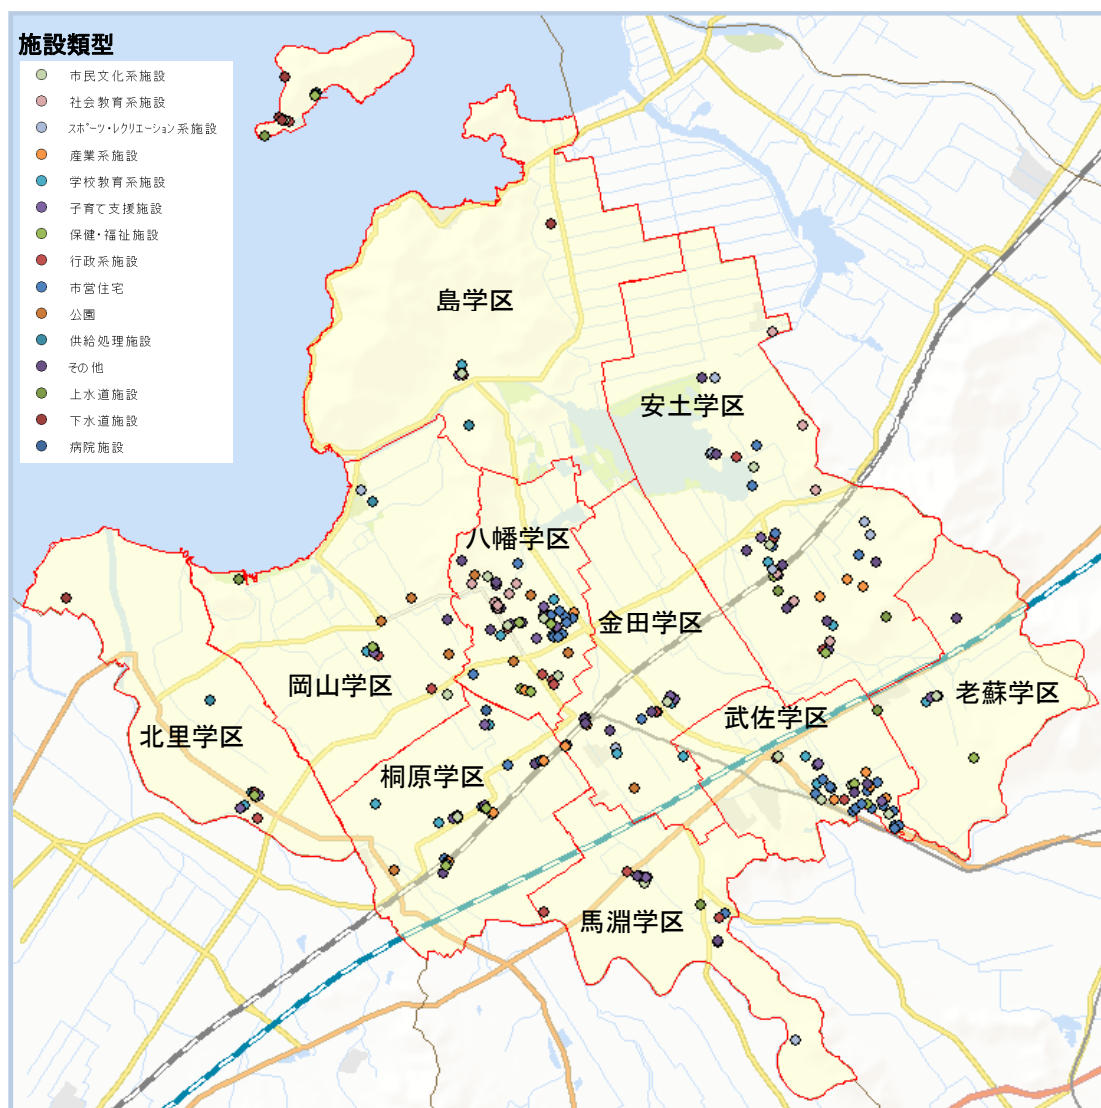 施設類型
市民文化系施設
社会教育系施設
スポーツ・レクリエーション系施設
産業系施設
学校教育系施設
子育て支援施設
保健・福祉施設
行政系施設
市営住宅
公園
供給処理施設
その他
上水道施設
下水道施設
病院施設
島学区
安土学区
八幡学区
金田学区
岡山学区
老蘇学区
武佐学区
北里学区
桐原学区
馬淵学区